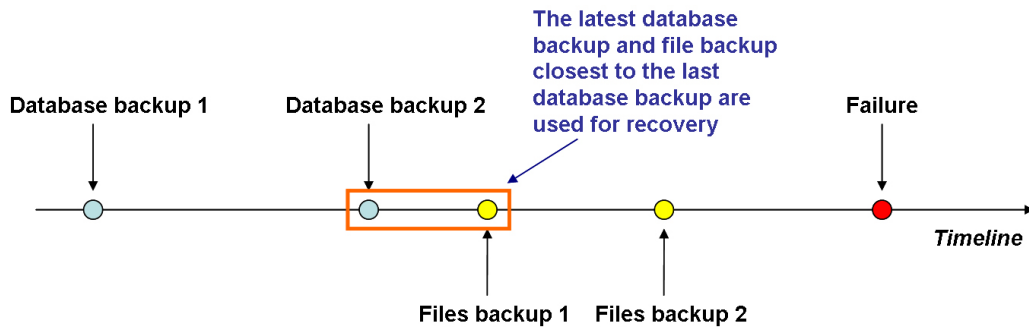 The latest database
backup and file backup
closest to the last
database backup are
used for recovery
Database backup 1
Database backup 2
Failure
Timeline
Files backup 1
Files backup 2